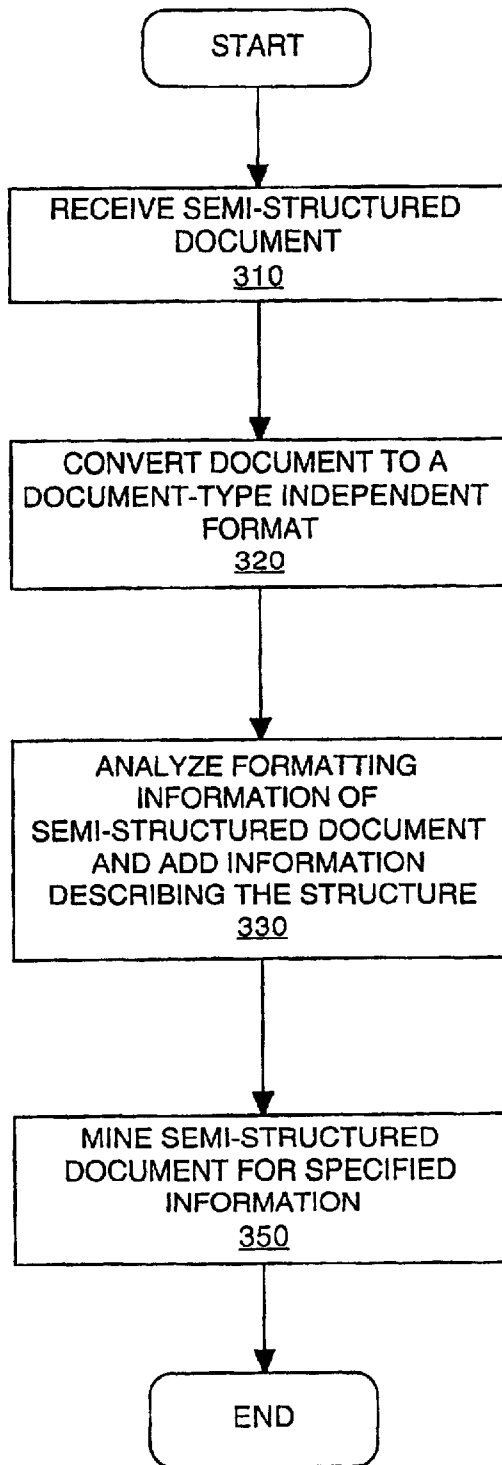 START
RECEIVE SEMI-STRUCTURED
DOCUMENT
310
CONVERT DOCUMENT TO A
DOCUMENT-TYPE INDEPENDENT
FORMAT
320
ANALYZE FORMATTING
INFORMATION OF
SEMI-STRUCTURED DOCUMENT
AND ADD INFORMATION
DESCRIBING THE STRUCTURE
330
MINE SEMI-STRUCTURED
DOCUMENT FOR SPECIFIED
INFORMATION
350
END